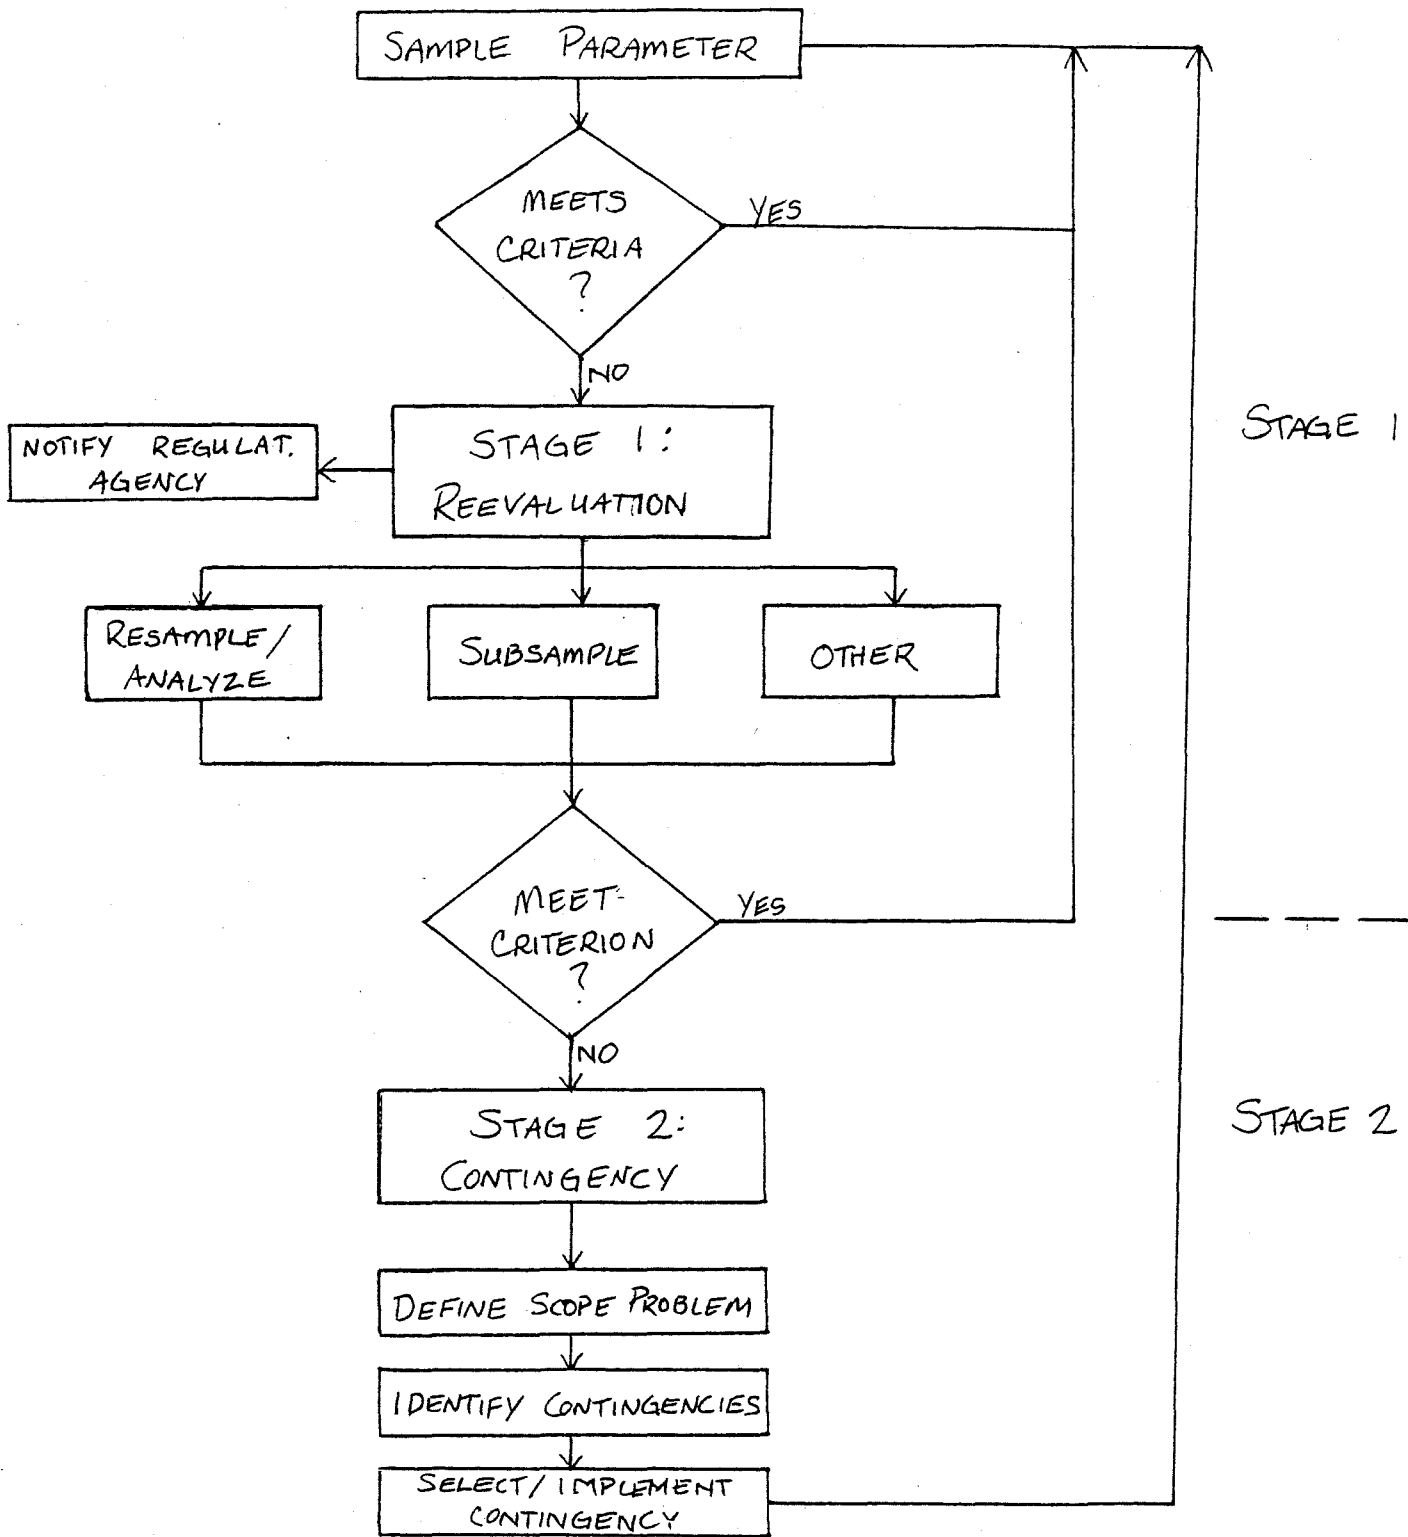 SAMPLE PARAMETER
MEETS
CRITERIA
?
YES
NO
STAGE 1:
REEVALUATION
NOTIFY REGULAT.
AGENCY
STAGE 1
RESAMPLE/
ANALYZE
SUBSAMPLE
OTHER
MEET
CRITERION
?
YES
NO
STAGE 2:
CONTINGENCY
STAGE 2
DEFINE SCOPE PROBLEM
IDENTIFY CONTINGENCIES
SELECT/IMPLEMENT
CONTINGENCY